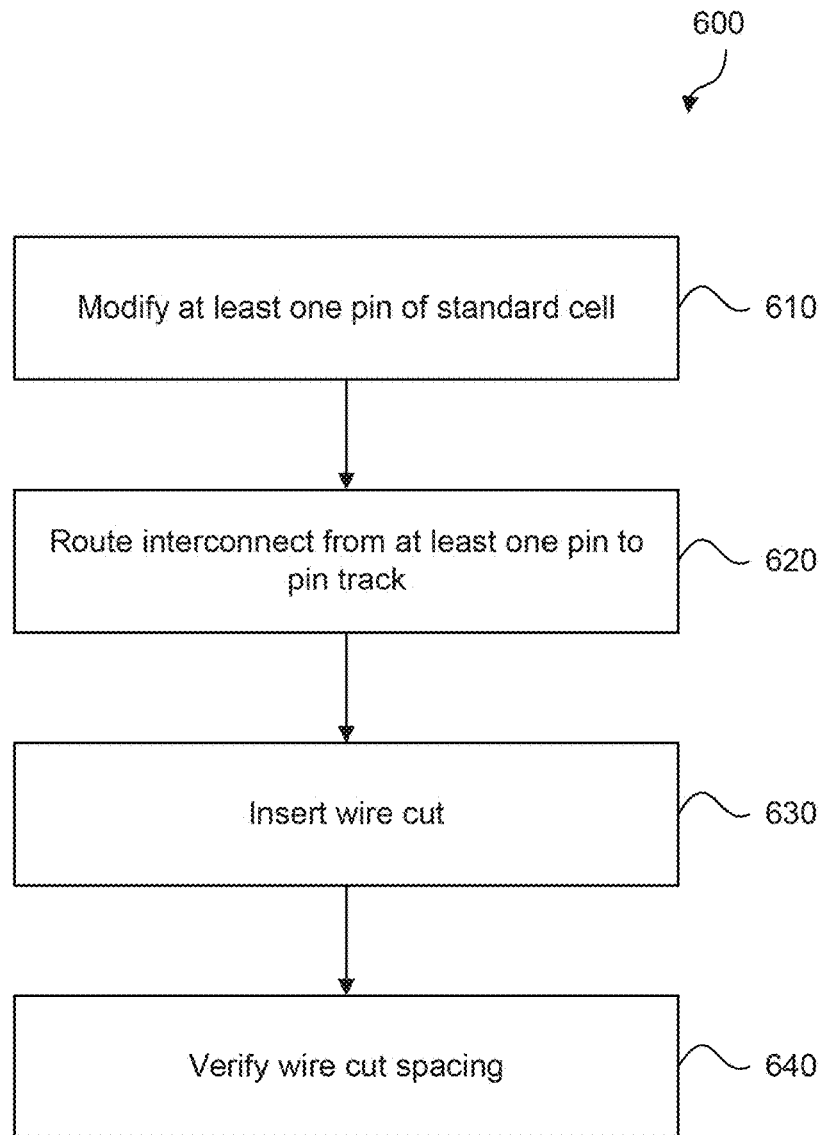 600
Modify at least one pin of standard cell
610
Route interconnect from at least one pin to
pin track
620
Insert wire cut
630
Verify wire cut spacing
640